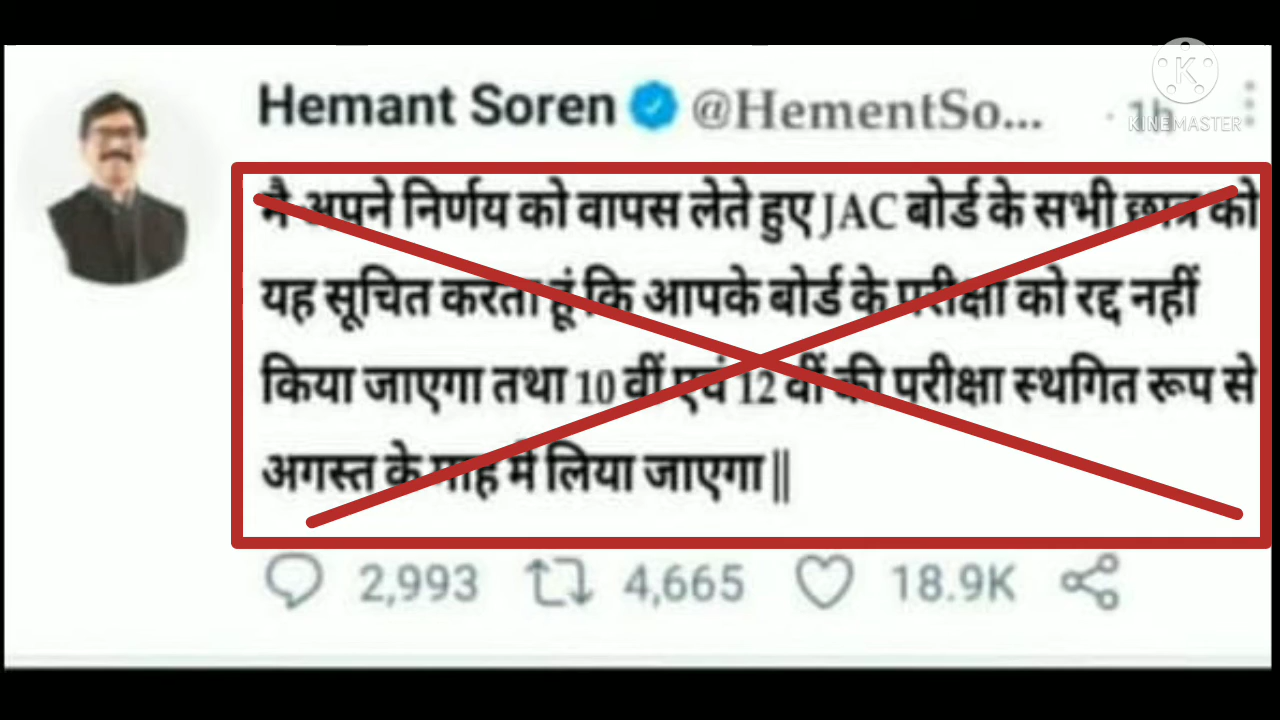 Hemant Soren @HementSo... · 1h
KINEMASTER
मै अपने निर्णय को वापस लेते हुए JAC बोर्ड के सभी छात्र को
यह सूचित करता हूं कि आपके बोर्ड के परीक्षा को रद्द नहीं
किया जाएगा तथा 10 वीं एवं 12 वीं की परीक्षा स्थगित रूप से
अगस्त के माह में लिया जाएगा ||
2,993 4,665 18.9K